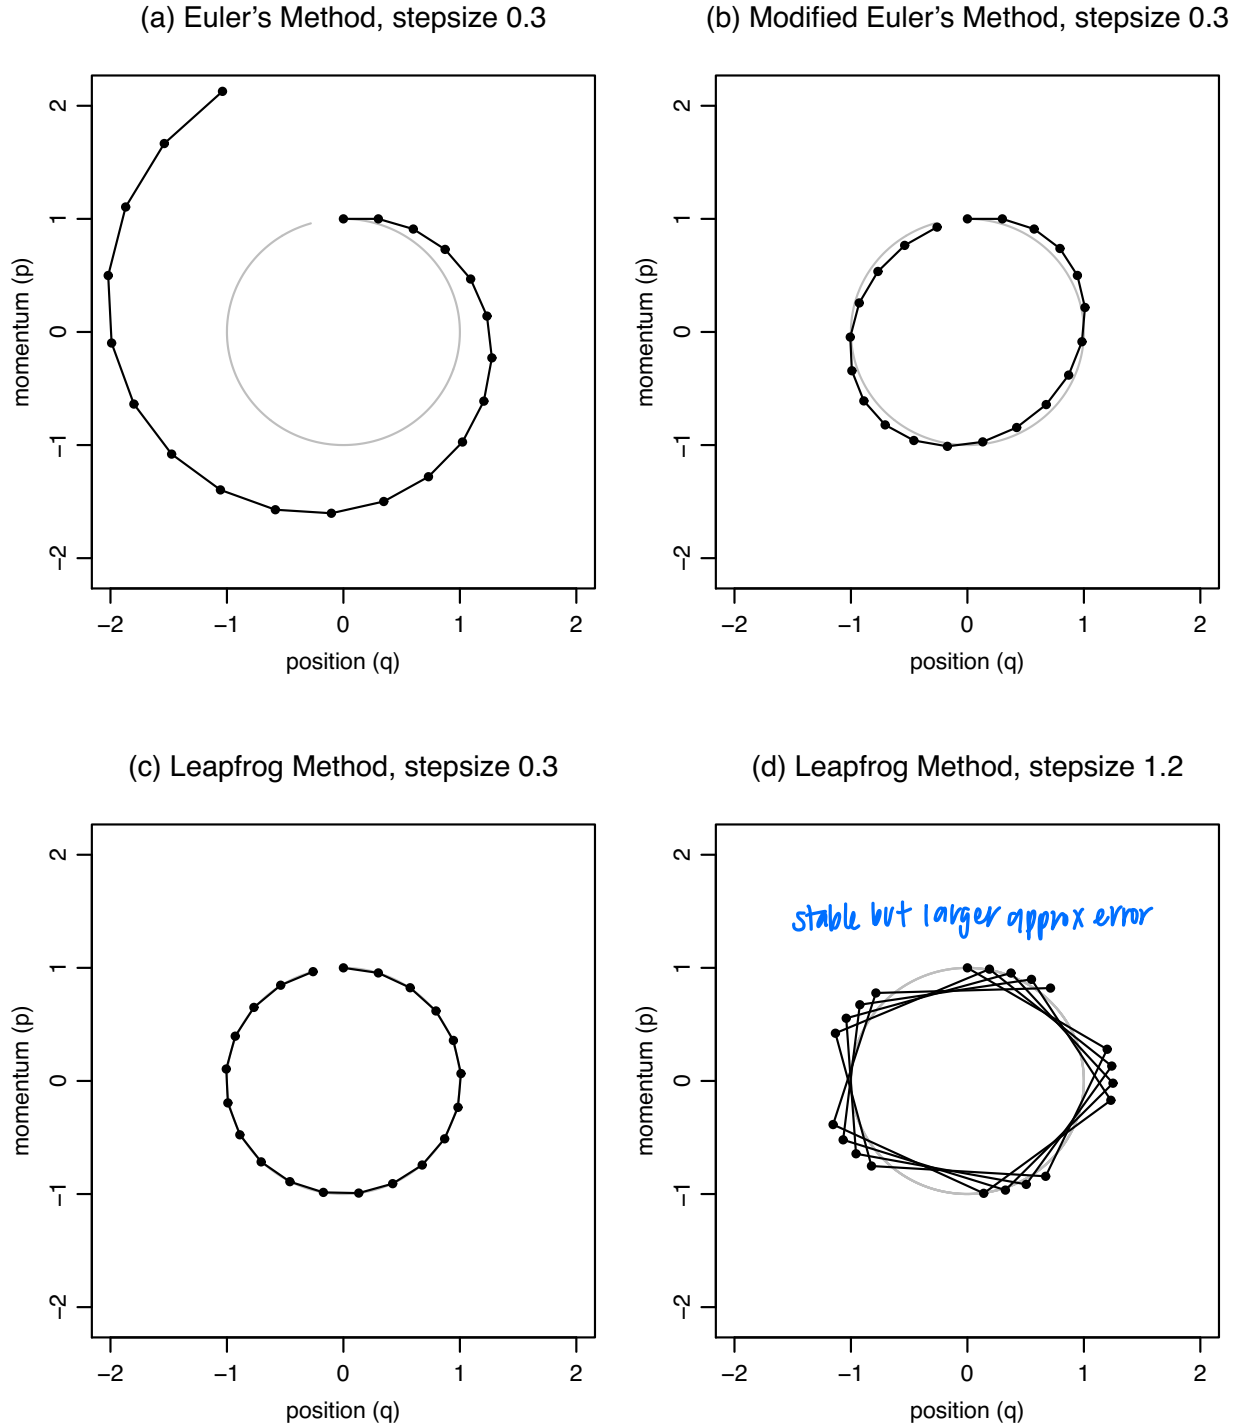 (a) Euler’s Method, stepsize 0.3
2
1
0
−1
−2
momentum (p)
−2 −1 0 1 2
position (q)
(b) Modified Euler’s Method, stepsize 0.3
2
1
0
−1
−2
momentum (p)
−2 −1 0 1 2
position (q)
(c) Leapfrog Method, stepsize 0.3
2
1
0
−1
−2
momentum (p)
−2 −1 0 1 2
position (q)
(d) Leapfrog Method, stepsize 1.2
stable but larger approx error
2
1
0
−1
−2
momentum (p)
−2 −1 0 1 2
position (q)